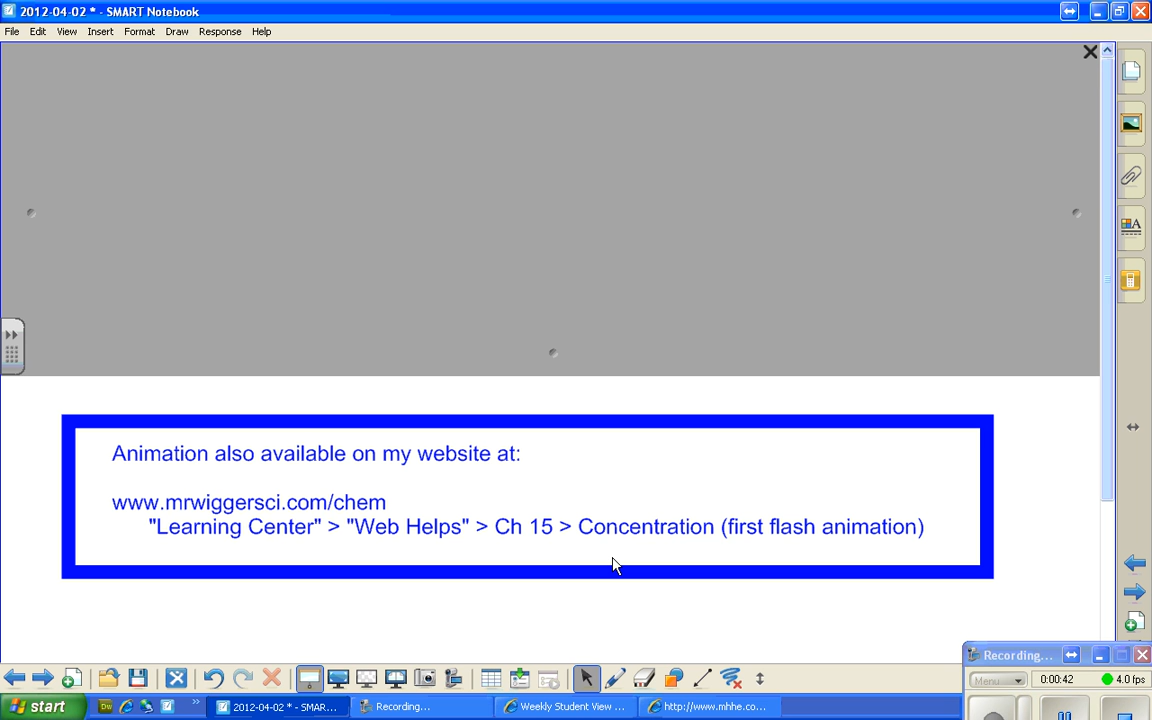 2012-04-02 * - SMART Notebook
File Edit View Insert Format Draw Response Help
Animation also available on my website at:
www.mrwiggersci.com/chem
"Learning Center" > "Web Helps" > Ch 15 > Concentration (first flash animation)
Recording...
Menu 0:00:42 4.0 fps
start 2012-04-02 * - SMAR... Recording... Weekly Student View ... http://www.mhhe.co...